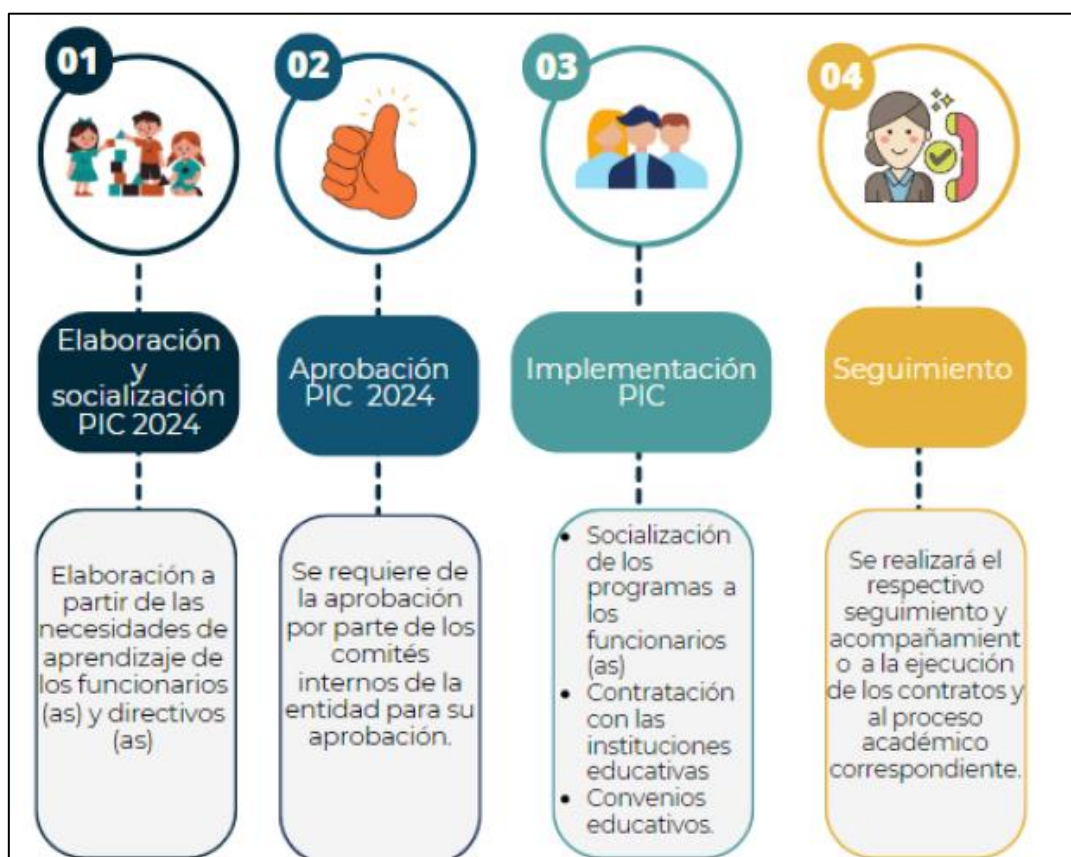 01
Elaboración
y
socialización
PIC 2024
Elaboración a
partir de las
necesidades de
aprendizaje de
los funcionarios
(as) y directivos
(as)
02
Aprobación
PIC 2024
Se requiere de
la aprobación
por parte de los
comités
internos de la
entidad para su
aprobación.
03
Implementación
PIC
• Socialización
de los
programas a
los
funcionarios
(as)
• Contratación
con las
instituciones
educativas
• Convenios
educativos.
04
Seguimiento
Se realizará el
respectivo
seguimiento y
acompañamient
o a la ejecución
de los contratos y
al proceso
académico
correspondiente.